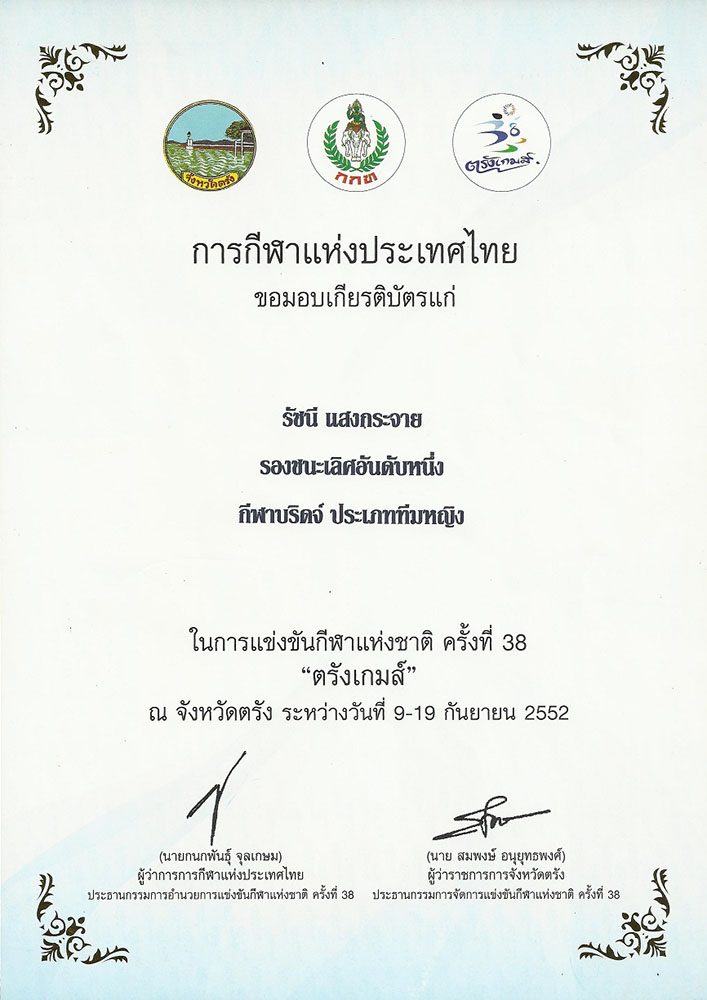 จังหวัดตรัง
กกท
38
ตรังเกมส์
การกีฬาแห่งประเทศไทย
ขอมอบเกียรติบัตรแก่
รัชนี แสงกระจาย
รองชนะเลิศอันดับหนึ่ง
กีฬาบริดจ์ ประเภททีมหญิง
ในการแข่งขันกีฬาแห่งชาติ ครั้งที่ 38
“ตรังเกมส์”
ณ จังหวัดตรัง ระหว่างวันที่ 9-19 กันยายน 2552
(นายกนกพันธุ์ จุลเกษม)
ผู้ว่าการการกีฬาแห่งประเทศไทย
ประธานกรรมการอำนวยการแข่งขันกีฬาแห่งชาติ ครั้งที่ 38
(นาย สมพงษ์ อนุยุทธพงศ์)
ผู้ว่าราชการการจังหวัดตรัง
ประธานกรรมการจัดการแข่งขันกีฬาแห่งชาติ ครั้งที่ 38